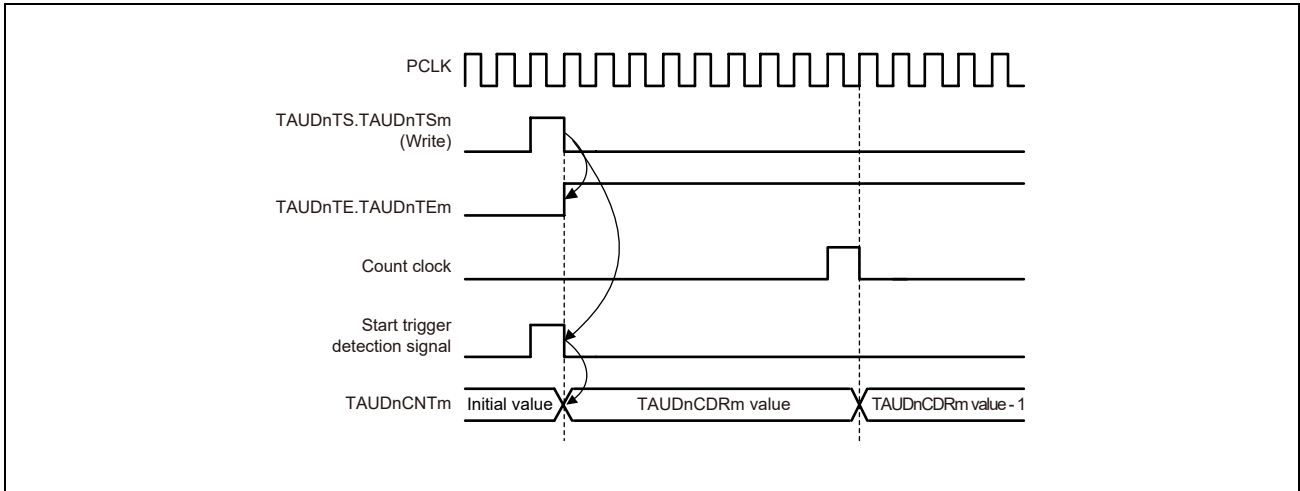 PCLK
TAUDnTS.TAUDnTSm
(Write)
TAUDnTE.TAUDnTEm
Count clock
Start trigger
detection signal
TAUDnCNTm Initial value TAUDnCDRm value TAUDnCDRm value - 1